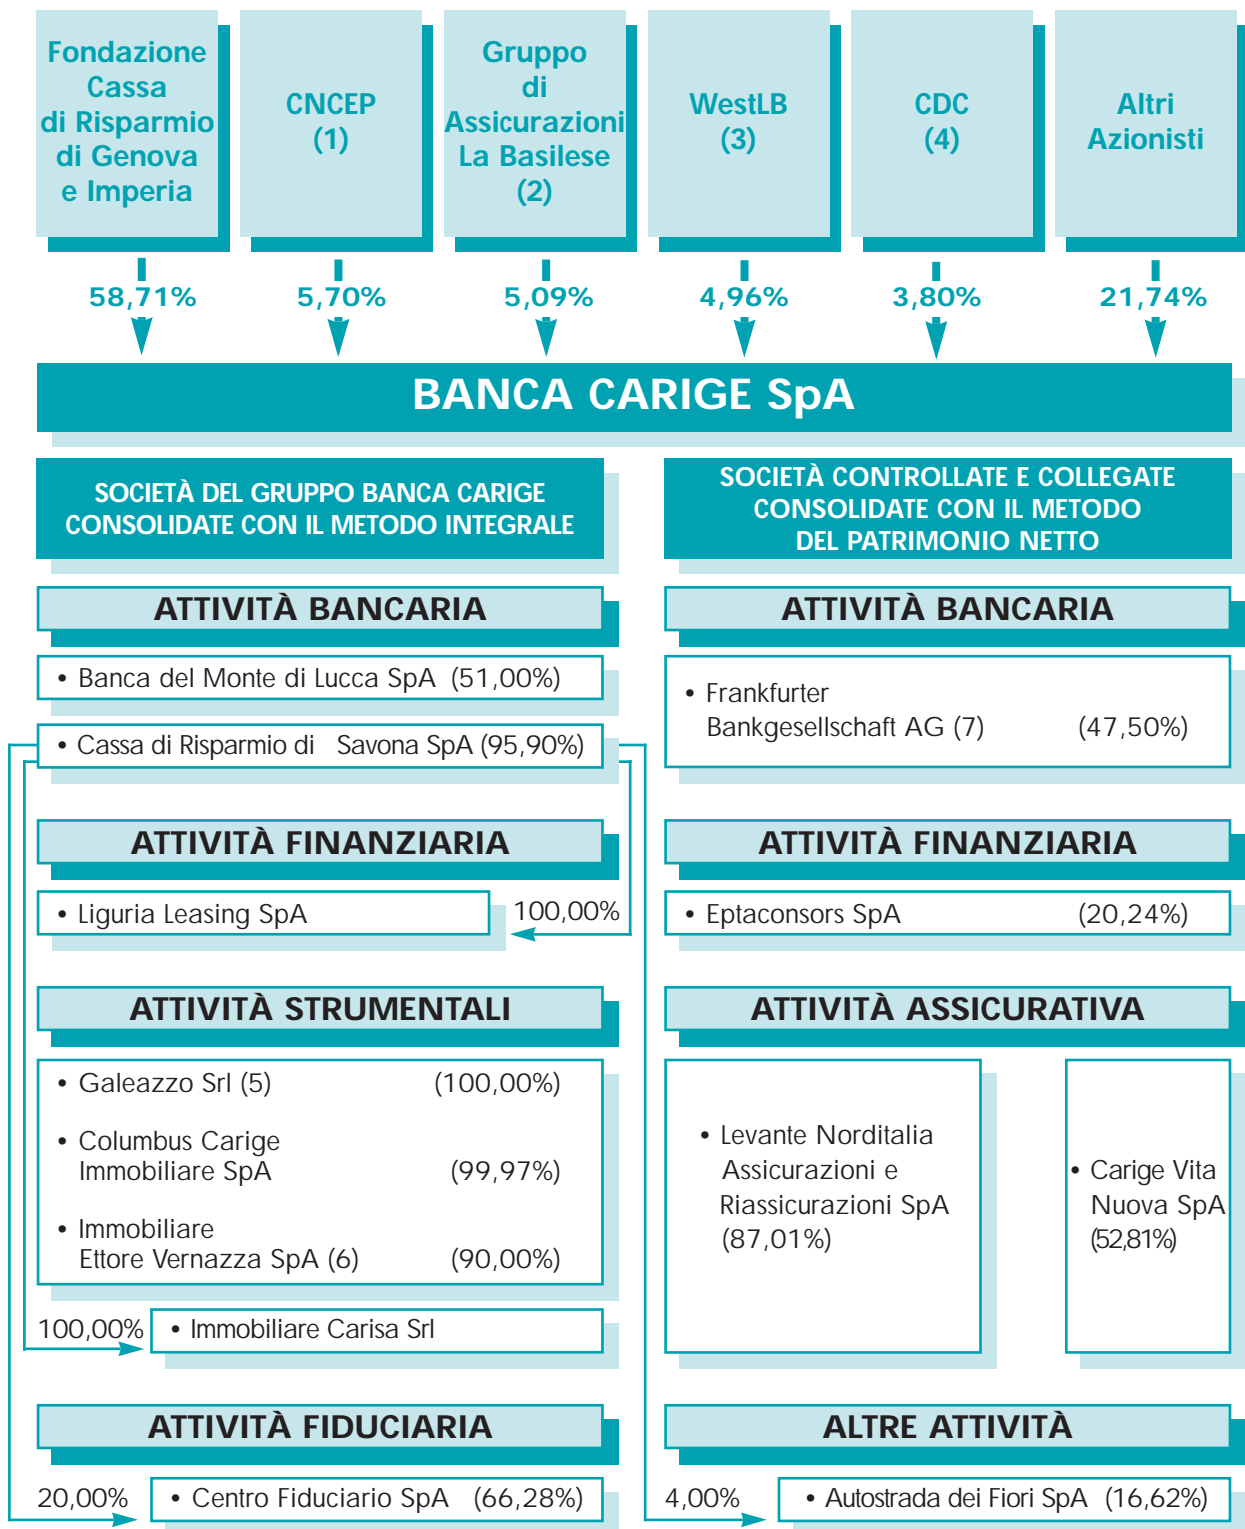 Fondazione
Cassa
di Risparmio
di Genova
e Imperia
CNCEP
(1)
Gruppo
di
Assicurazioni
La Basilese
(2)
WestLB
(3)
CDC
(4)
Altri
Azionisti
58,71%
5,70%
5,09%
4,96%
3,80%
21,74%
BANCA CARIGE SpA
SOCIETÀ DEL GRUPPO BANCA CARIGE
CONSOLIDATE CON IL METODO INTEGRALE
ATTIVITÀ BANCARIA
• Banca del Monte di Lucca SpA (51,00%)
• Cassa di Risparmio di Savona SpA (95,90%)
ATTIVITÀ FINANZIARIA
• Liguria Leasing SpA
100,00%
ATTIVITÀ STRUMENTALI
• Galeazzo Srl (5) (100,00%)
• Columbus Carige
Immobiliare SpA (99,97%)
• Immobiliare
Ettore Vernazza SpA (6) (90,00%)
100,00%
• Immobiliare Carisa Srl
ATTIVITÀ FIDUCIARIA
20,00%
• Centro Fiduciario SpA (66,28%)
SOCIETÀ CONTROLLATE E COLLEGATE
CONSOLIDATE CON IL METODO
DEL PATRIMONIO NETTO
ATTIVITÀ BANCARIA
• Frankfurter
Bankgesellschaft AG (7) (47,50%)
ATTIVITÀ FINANZIARIA
• Eptaconsors SpA (20,24%)
ATTIVITÀ ASSICURATIVA
• Levante Norditalia
Assicurazioni e
Riassicurazioni SpA
(87,01%)
• Carige Vita
Nuova SpA
(52,81%)
ALTRE ATTIVITÀ
4,00%
• Autostrada dei Fiori SpA (16,62%)